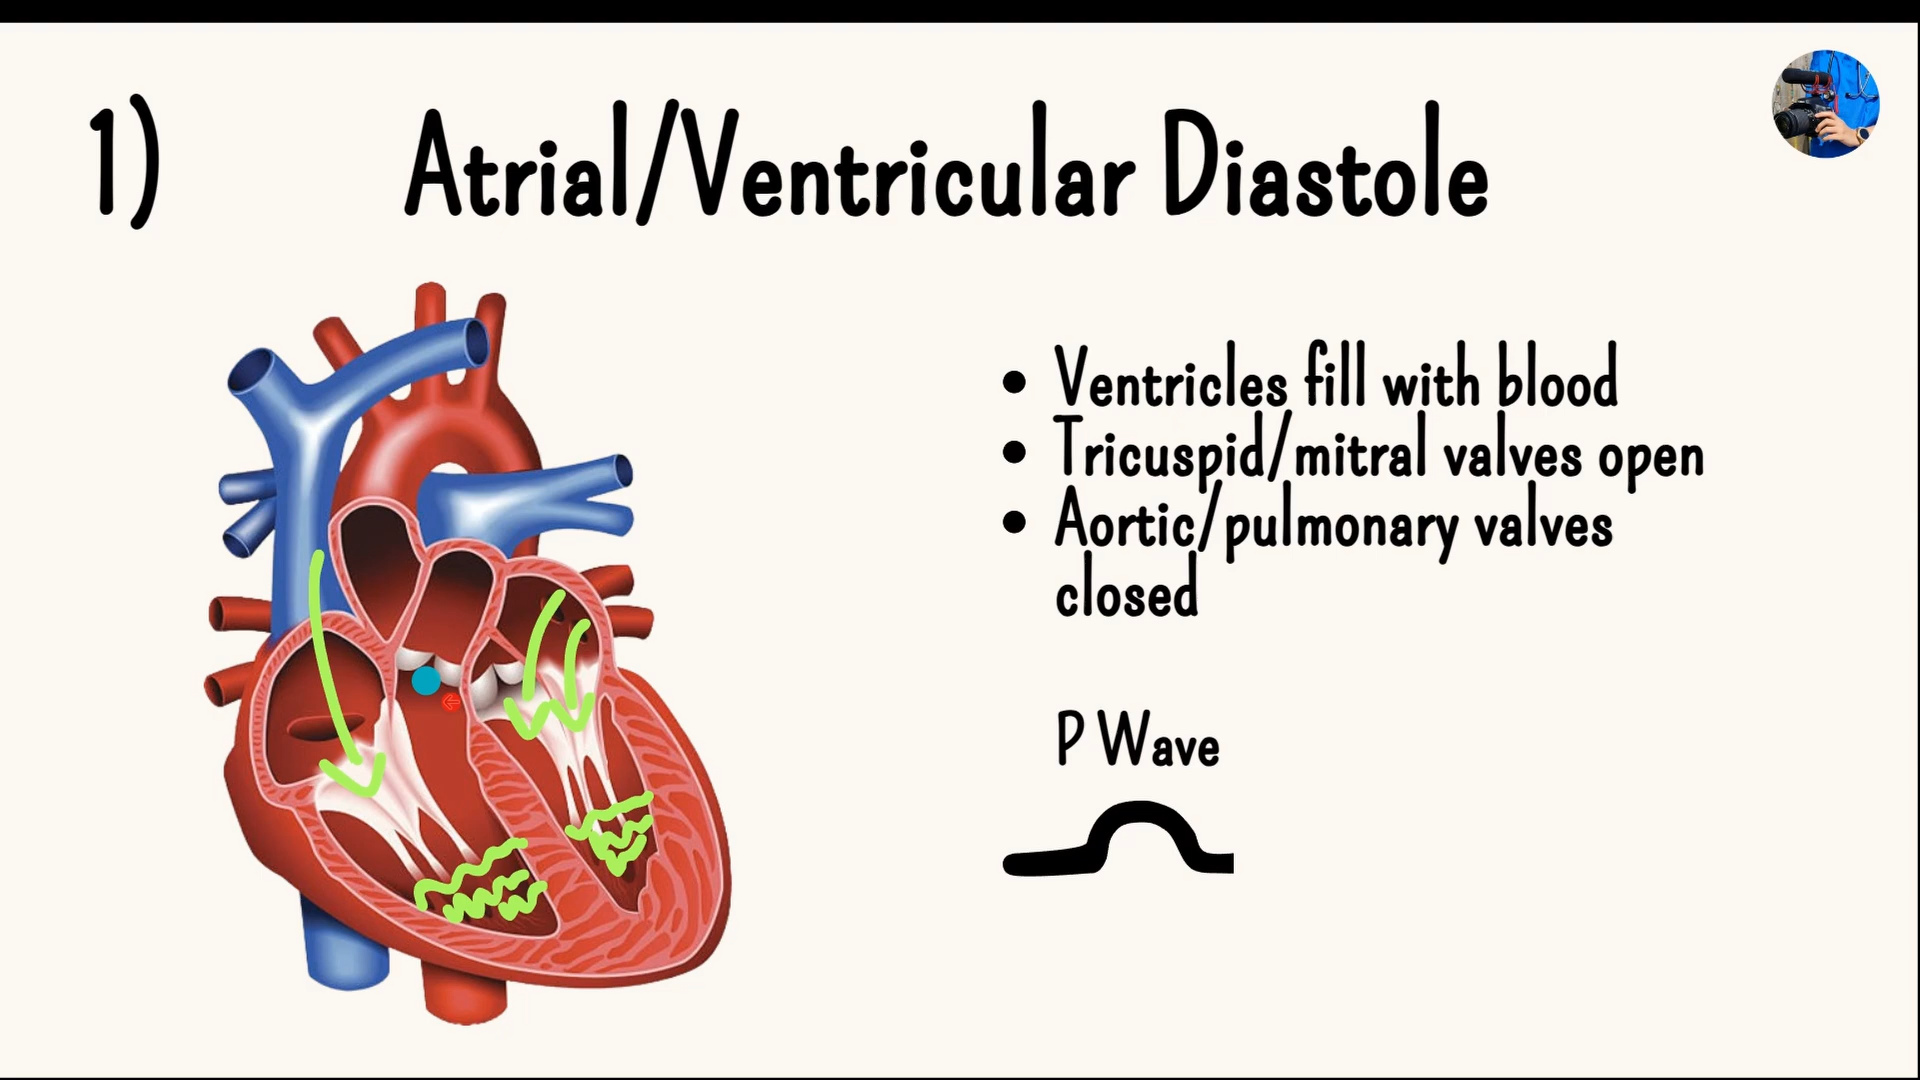 1) Atrial/Ventricular Diastole
• Ventricles fill with blood
• Tricuspid/mitral valves open
• Aortic/pulmonary valves
closed
P Wave